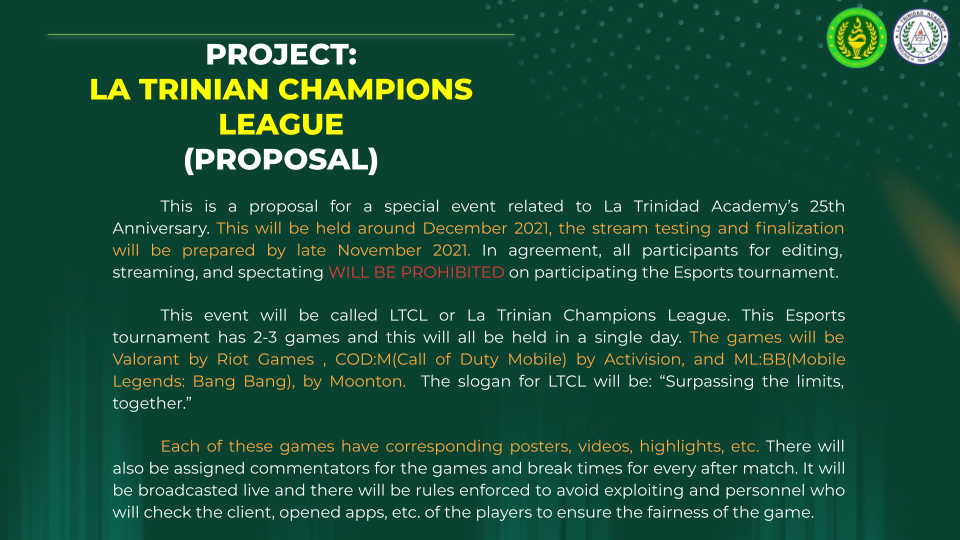 PROJECT:
LA TRINIAN CHAMPIONS
LEAGUE
(PROPOSAL)
This is a proposal for a special event related to La Trinidad Academy’s 25th
Anniversary. This will be held around December 2021, the stream testing and finalization
will be prepared by late November 2021. In agreement, all participants for editing,
streaming, and spectating WILL BE PROHIBITED on participating the Esports tournament.
This event will be called LTCL or La Trinian Champions League. This Esports
tournament has 2-3 games and this will all be held in a single day. The games will be
Valorant by Riot Games , COD:M(Call of Duty Mobile) by Activision, and ML:BB(Mobile
Legends: Bang Bang), by Moonton. The slogan for LTCL will be: “Surpassing the limits,
together.”
Each of these games have corresponding posters, videos, highlights, etc. There will
also be assigned commentators for the games and break times for every after match. It will
be broadcasted live and there will be rules enforced to avoid exploiting and personnel who
will check the client, opened apps, etc. of the players to ensure the fairness of the game.